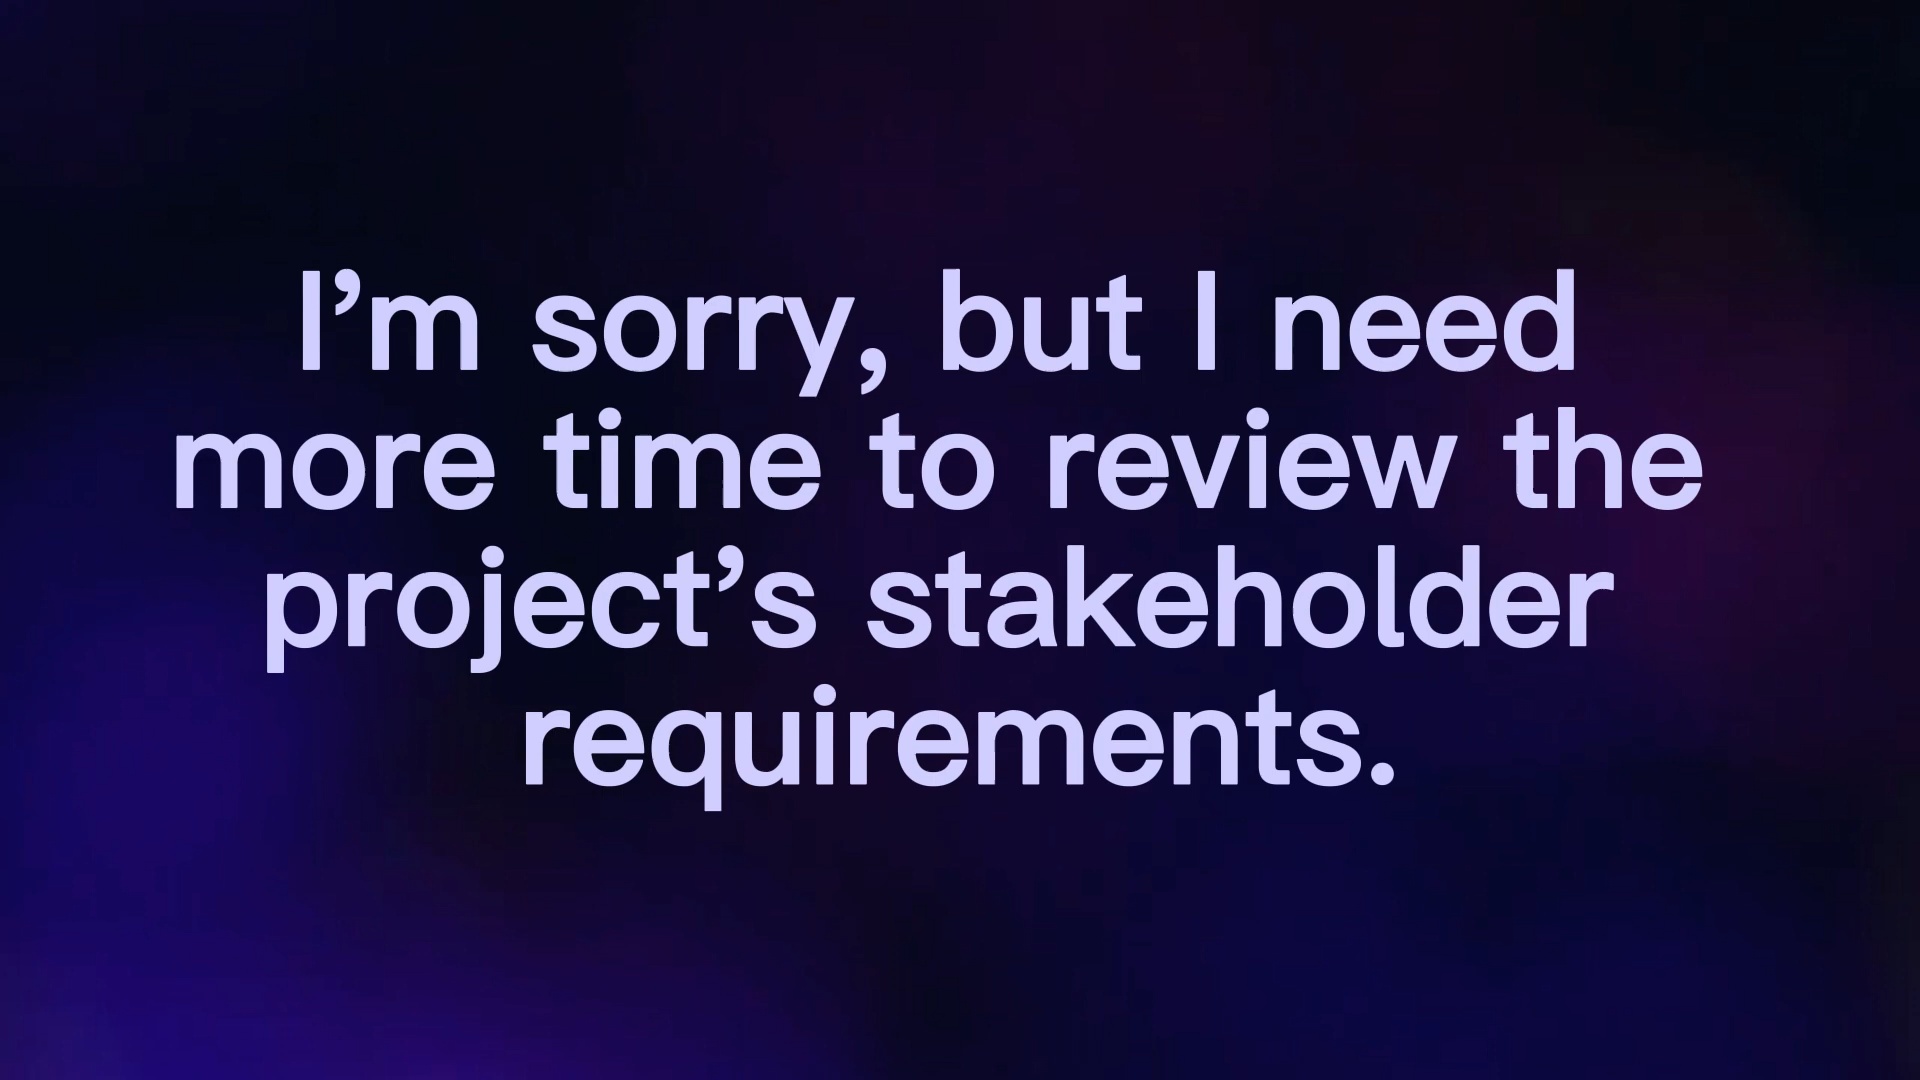 I’m sorry, but I need
more time to review the
project’s stakeholder
requirements.